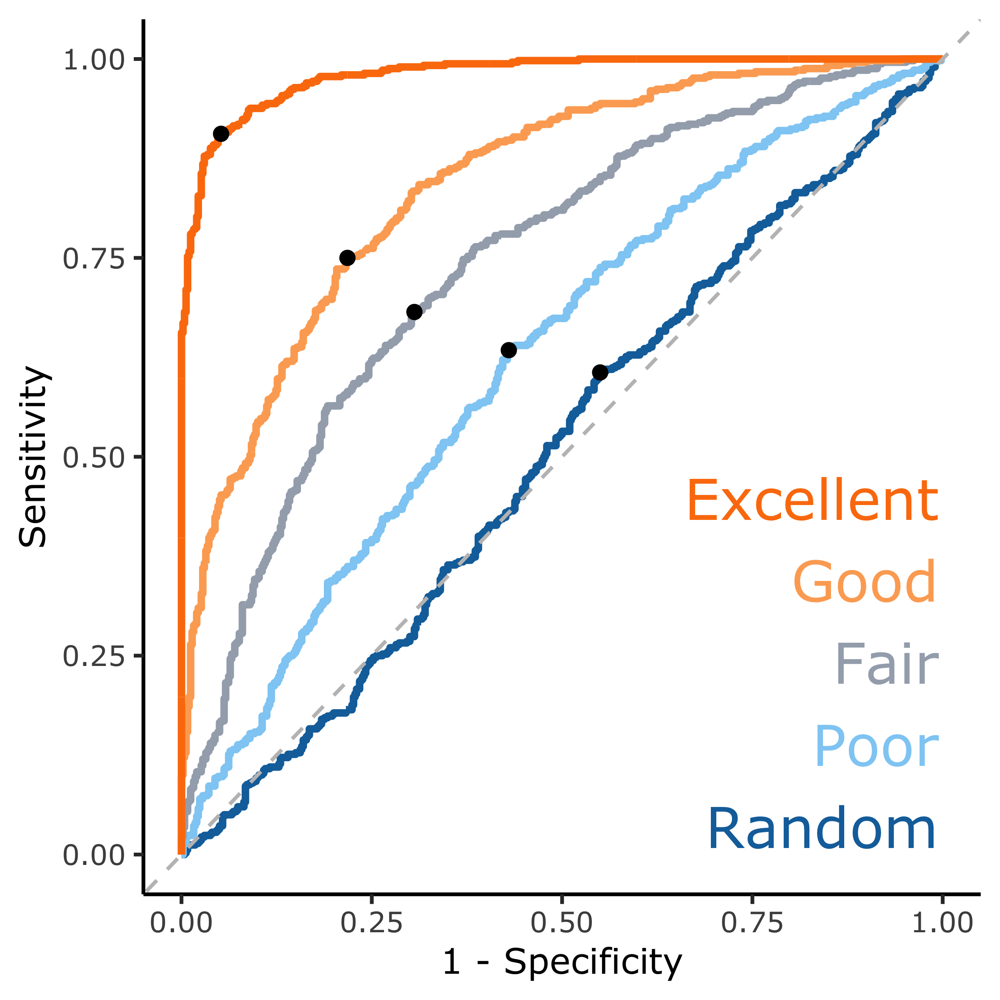 1.00
0.75
0.50
0.25
0.00
Sensitivity
Excellent
Good
Fair
Poor
Random
0.00 0.25 0.50 0.75 1.00
1 - Specificity